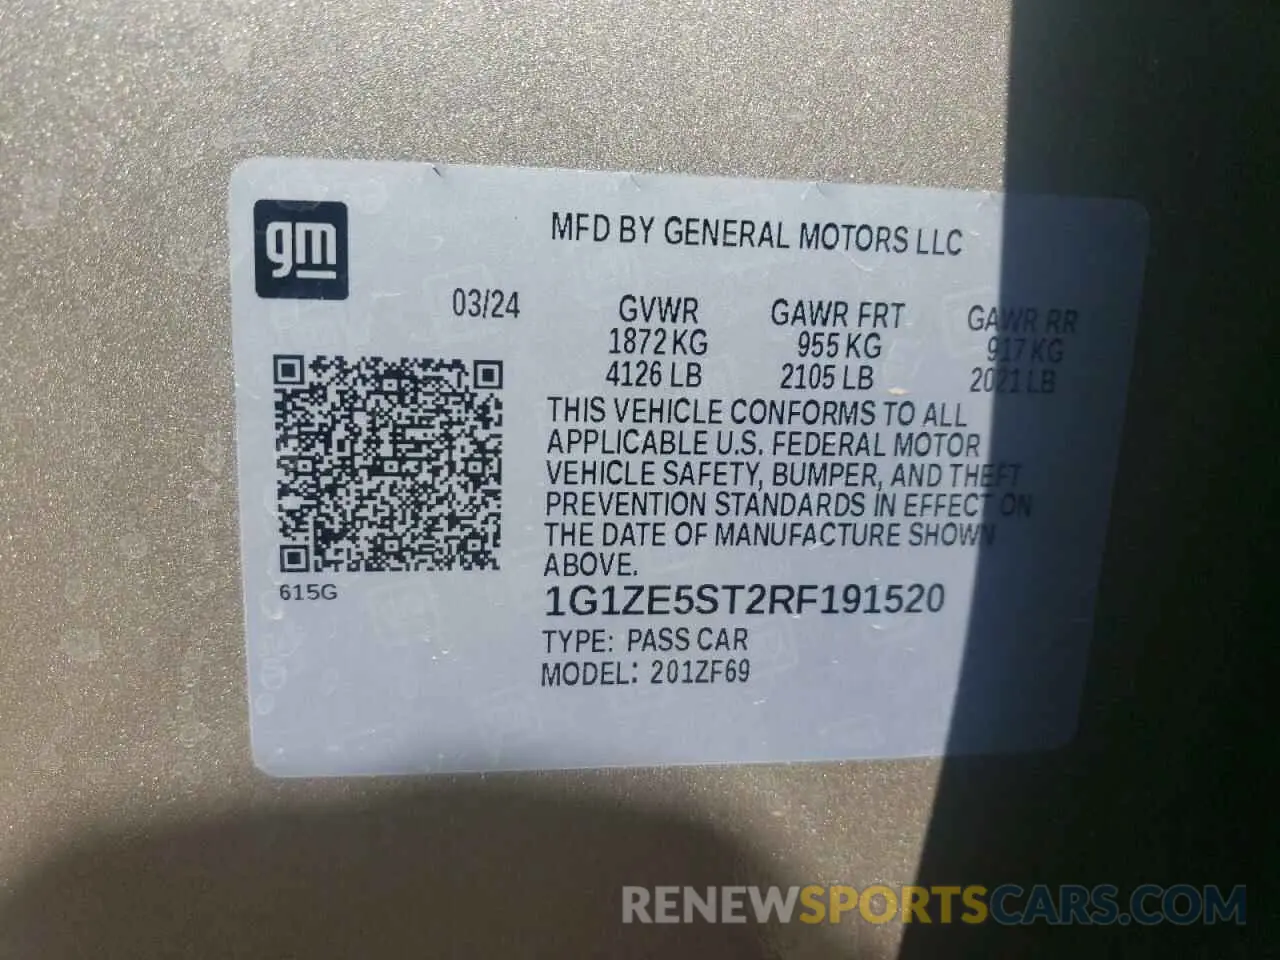 gm
MFD BY GENERAL MOTORS LLC
03/24
GVWR GAWR FRT GAWR RR
1872 KG 955 KG 917 KG
4126 LB 2105 LB 2021 LB
THIS VEHICLE CONFORMS TO ALL
APPLICABLE U.S. FEDERAL MOTOR
VEHICLE SAFETY, BUMPER, AND THEFT
PREVENTION STANDARDS IN EFFECT ON
THE DATE OF MANUFACTURE SHOWN
ABOVE.
615G
1G1ZE5ST2RF191520
TYPE: PASS CAR
MODEL: 201ZF69
RENEWSPORTSCARS.COM